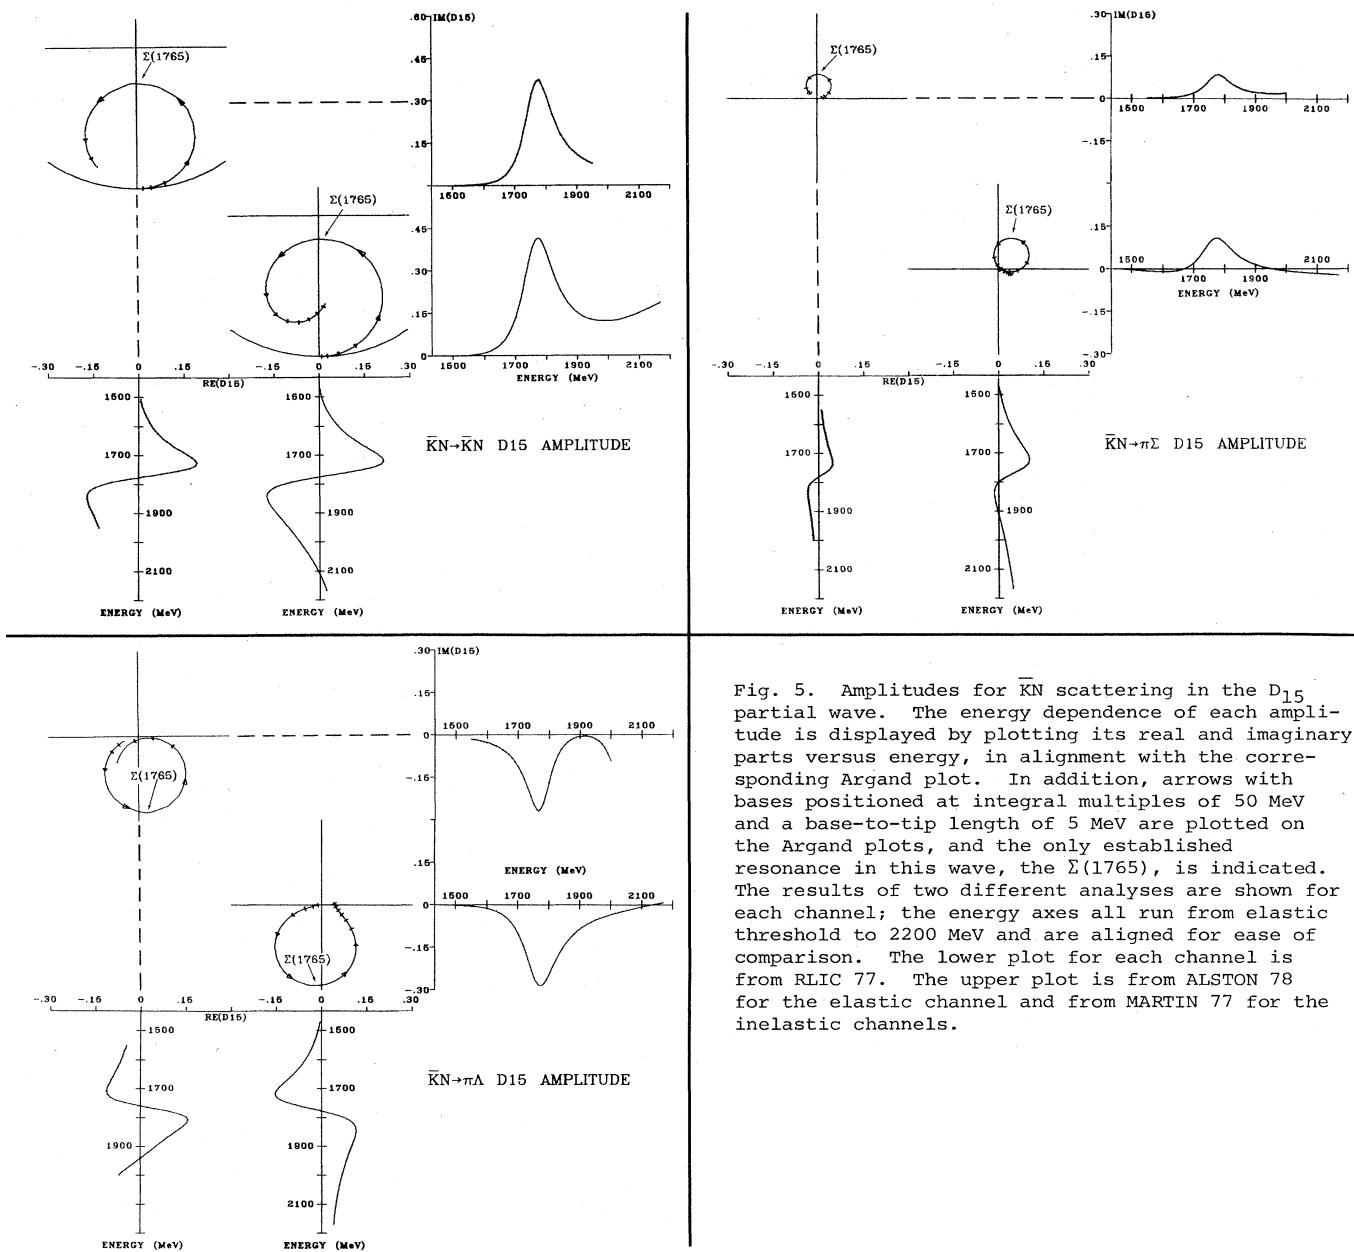 .60 IM(D15)
Σ(1765)
.45
.30
.15
0
1500 1700 1900 2100
Σ(1765)
.45
.30
.15
0
1500 1700 1900 2100
ENERGY (MeV)
-.30 -.15 0 .15 -.15 0 .15 .30
RE(D15)
1500 1500
1700 1700
1900 1900
2100 2100
ENERGY (MeV) ENERGY (MeV)
K̄N→K̄N D15 AMPLITUDE
.30 IM(D15)
Σ(1765)
.15
0
1500 1700 1900 2100
-.15
Σ(1765)
.15
0
1500 1700 1900 2100
ENERGY (MeV)
-.15
-.30
-.30 -.15 0 .15 -.15 0 .15 .30
RE(D15)
1500 1500
1700 1700
1900 1900
2100 2100
ENERGY (MeV) ENERGY (MeV)
K̄N→πΣ D15 AMPLITUDE
.30 IM(D15)
.15
1500 1700 1900 2100
0
Σ(1765)
-.15
.15
ENERGY (MeV)
1500 1700 1900 2100
0
-.15
Σ(1765)
-.30
-.30 -.15 0 .15 -.15 0 .15 .30
RE(D15)
1500 1500
1700 1700
1900 1900
2100
ENERGY (MeV) ENERGY (MeV)
K̄N→πΛ D15 AMPLITUDE
Fig. 5. Amplitudes for K̄N scattering in the D₁₅
partial wave. The energy dependence of each ampli-
tude is displayed by plotting its real and imaginary
parts versus energy, in alignment with the corre-
sponding Argand plot. In addition, arrows with
bases positioned at integral multiples of 50 MeV
and a base-to-tip length of 5 MeV are plotted on
the Argand plots, and the only established
resonance in this wave, the Σ(1765), is indicated.
The results of two different analyses are shown for
each channel; the energy axes all run from elastic
threshold to 2200 MeV and are aligned for ease of
comparison. The lower plot for each channel is
from RLIC 77. The upper plot is from ALSTON 78
for the elastic channel and from MARTIN 77 for the
inelastic channels.